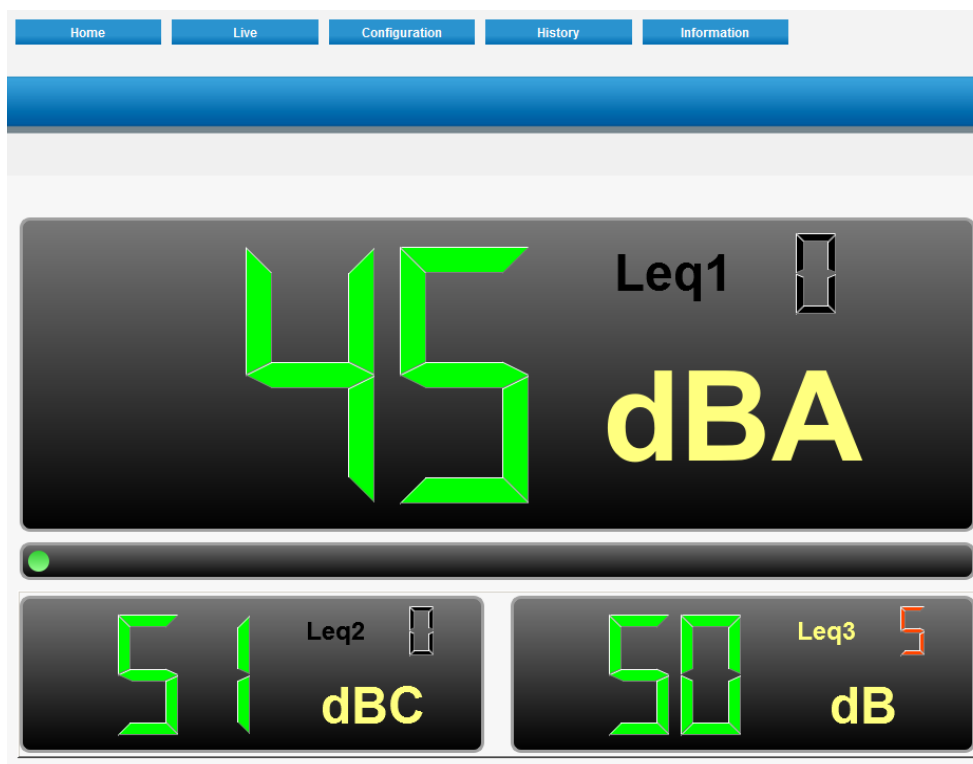 Home Live Configuration History Information
45 Leq1 0
dBA
51 Leq2 0
dBC
50 Leq3 5
dB